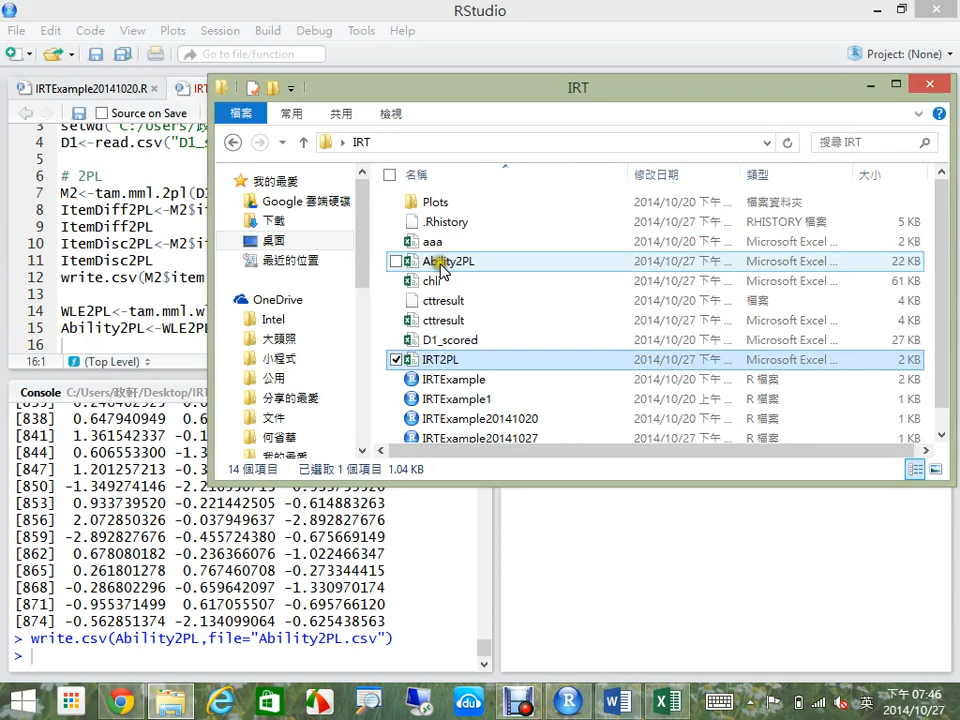 RStudio
File Edit Code View Plots Session Build Debug Tools Help
Go to file/function
Project: (None)
IRTExample20141020.R
Source on Save
4 D1<-read.csv("D1_s
5
6 # 2PL
7 M2<-tam.mml.2pl(D
8 ItemDiff2PL<-M2$it
9 ItemDiff2PL
10 ItemDisc2PL<-M2$i
11 ItemDisc2PL
12 write.csv(M2$item
13
14 WLE2PL<-tam.mml.w
15 Ability2PL<-WLE2PL
16
16:1 (Top Level)
IRT
檔案 常用 共用 檢視
IRT
搜尋 IRT
我的最愛
Google 雲端硬碟
下載
桌面
最近的位置
OneDrive
Intel
大頭照
小程式
公用
分享的最愛
文件
何省華
名稱 修改日期 類型 大小
Plots 2014/10/20 下午 ... 檔案資料夾
.Rhistory 2014/10/20 下午 ... RHISTORY 檔案 5 KB
aaa 2014/10/20 下午 ... Microsoft Excel ... 2 KB
Ability2PL 2014/10/27 下午 ... Microsoft Excel ... 22 KB
2014/10/27 下午 ... Microsoft Excel ... 61 KB
cttresult 2014/10/27 下午 ... 檔案 4 KB
cttresult 2014/10/27 下午 ... Microsoft Excel ... 4 KB
D1_scored 2014/10/20 下午 ... Microsoft Excel ... 27 KB
IRT2PL 2014/10/27 下午 ... Microsoft Excel ... 2 KB
IRTExample 2014/10/20 下午 ... R 檔案 2 KB
IRTExample1 2014/10/20 上午 ... R 檔案 1 KB
IRTExample20141020 2014/10/20 下午 ... R 檔案 1 KB
IRTExample20141027 2014/10/27 下午 ... R 檔案 1 KB
14 個項目 已選取 1 個項目 1.04 KB
Console C:/Users/政軒/Desktop/IRT
[838] 0.647940949
[841] 1.361542337 -0.1
[844] 0.606553300 -1.3
[847] 1.201257213 -0.3
[850] -1.349274146
[853] 0.933739520 -0.221442505 -0.614883263
[856] 2.072850326 -0.037949637 -2.892827676
[859] -2.892827676 -0.455724380 -0.675669149
[862] 0.678080182 -0.236366076 -1.022466347
[865] 0.261801278 0.767460708 -0.273344415
[868] -0.286802296 -0.659642097 -1.330970174
[871] -0.955371499 0.617055507 -0.695766120
[874] -0.562851374 -2.134099064 -0.625438563
> write.csv(Ability2PL,file="Ability2PL.csv")
>
英
下午 07:46
2014/10/27